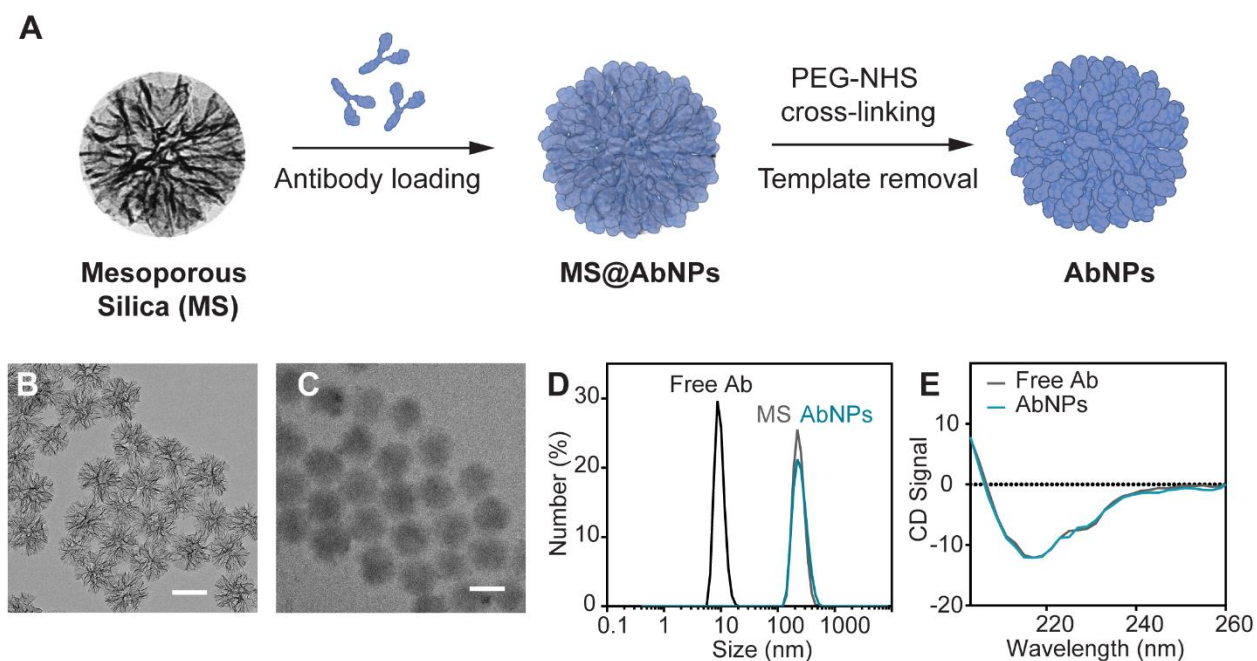 A
Antibody loading
PEG-NHS
cross-linking
Template removal
Mesoporous
Silica (MS)
MS@AbNPs
AbNPs
B
C
D
Free Ab
MS AbNPs
30
20
10
0
Number (%)
0.1 1 10 100 1000
Size (nm)
E
Free Ab
AbNPs
10
0
-10
-20
CD Signal
220 240 260
Wavelength (nm)